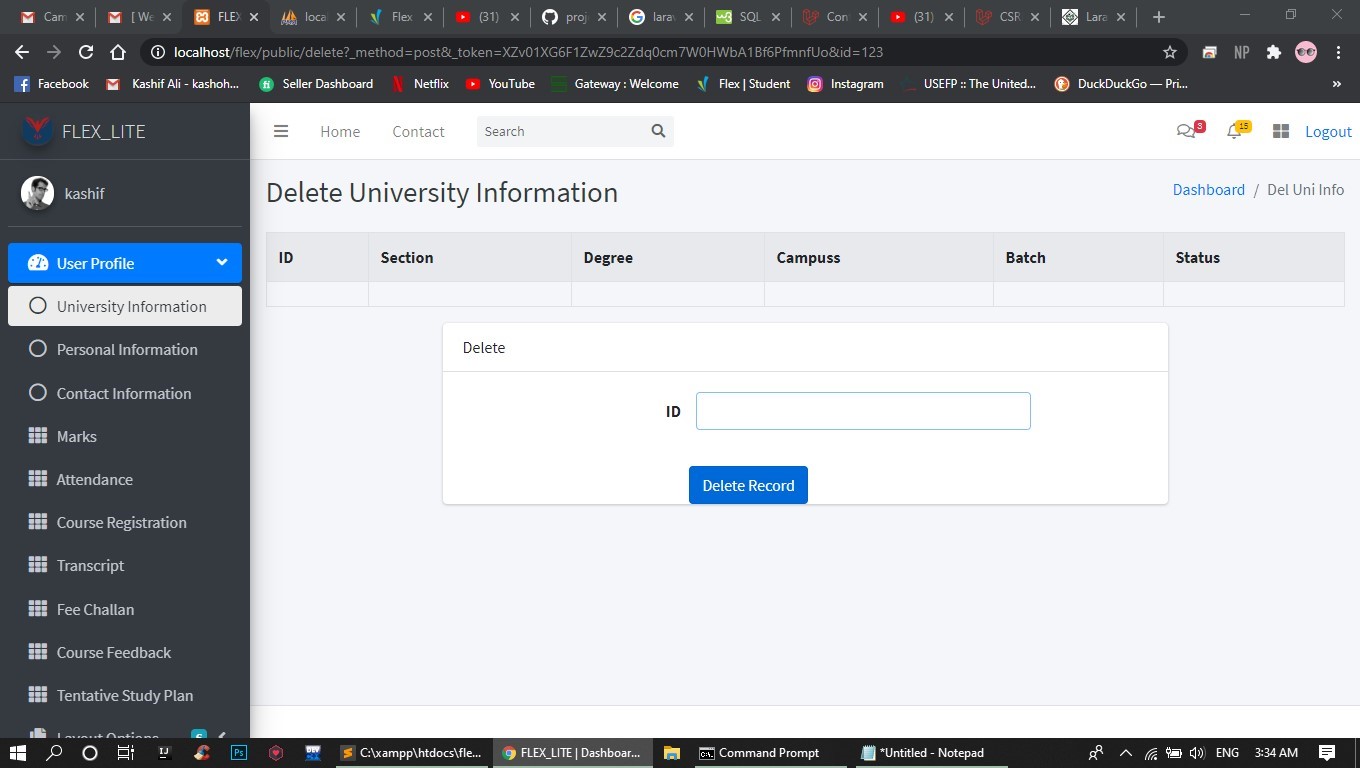 Cam
[ We
FLEX
loca
Flex
(31)
proj
larav
SQL
Con
(31)
CSR
Lara
localhost/flex/public/delete?_method=post&_token=XZv01XG6F1ZwZ9c2Zdq0cm7W0HWbA1Bf6PfmnfUo&id=123
NP
Facebook
Kashif Ali - kashoh...
Seller Dashboard
Netflix
YouTube
Gateway : Welcome
Flex | Student
Instagram
USEFP :: The United...
DuckDuckGo — Pri...
»
FLEX_LITE
Home
Contact
Search
3
15
Logout
kashif
Delete University Information
Dashboard / Del Uni Info
User Profile
University Information
Personal Information
Contact Information
Marks
Attendance
Course Registration
Transcript
Fee Challan
Course Feedback
Tentative Study Plan
Layout Options
6
ID Section Degree Campuss Batch Status
Delete
ID
Delete Record
IJ
Ps
C:\xampp\htdocs\fle...
FLEX_LITE | Dashboar...
Command Prompt
*Untitled - Notepad
ENG
3:34 AM